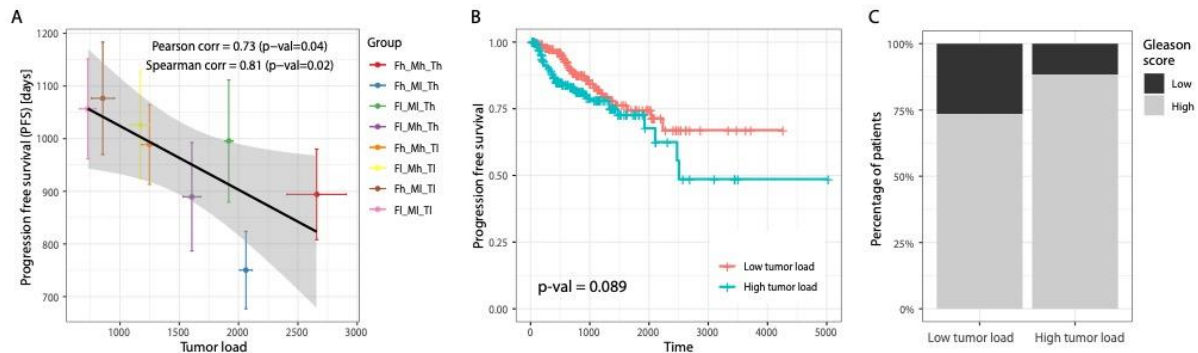 A
Pearson corr = 0.73 (p-val=0.04)
Spearman corr = 0.81 (p-val=0.02)
Progression free survival (PFS) [days]
1200
1100
1000
900
800
700
1000
1500
2000
2500
3000
Tumor load
Group
Fh_Mh_Th
Fh_Ml_Th
Fl_Ml_Th
Fl_Mh_Th
Fh_Mh_Tl
Fl_Mh_Tl
Fh_Ml_Tl
Fl_Ml_Tl
B
Progression free survival
1.00
0.75
0.50
0.25
0.00
p-val = 0.089
Low tumor load
High tumor load
0
1000
2000
3000
4000
5000
Time
C
Percentage of patients
100%
75%
50%
25%
0%
Low tumor load
High tumor load
Gleason
score
Low
High